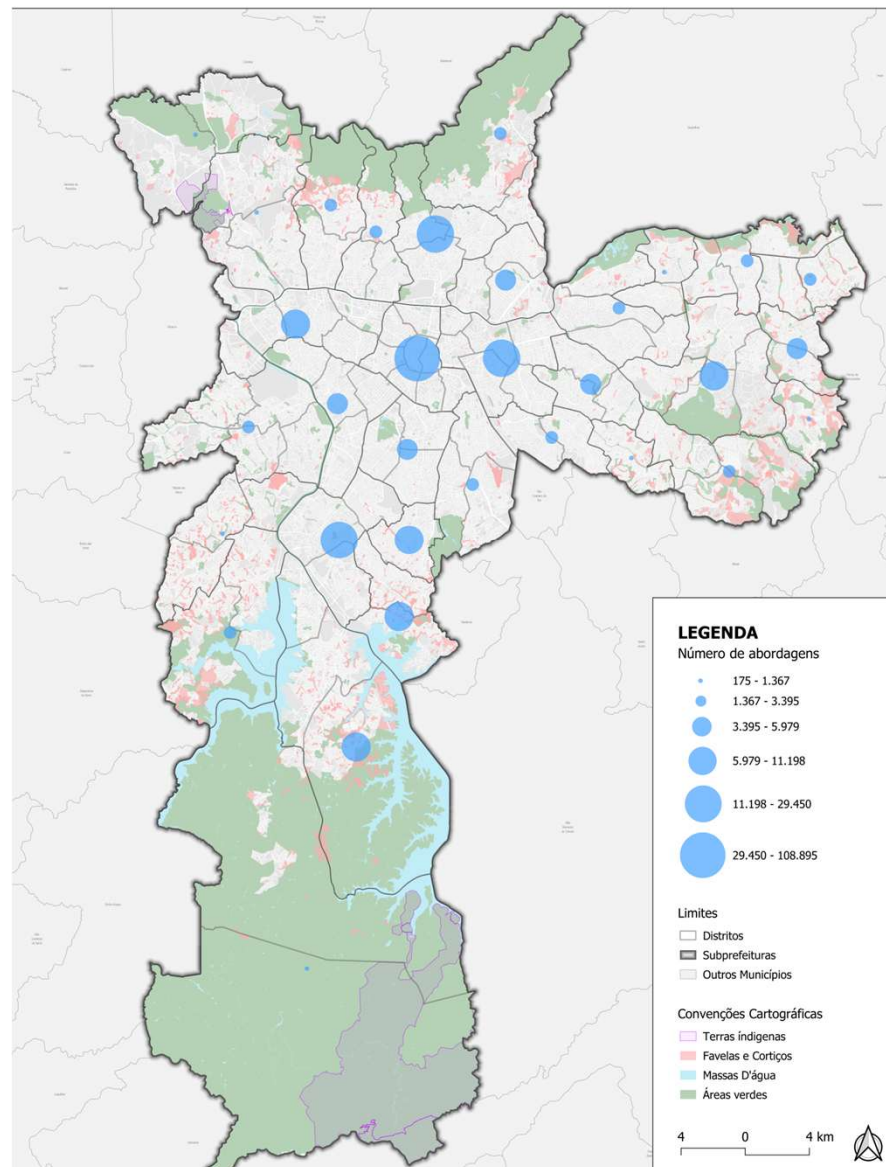 LEGENDA
Número de abordagens
175 - 1.367
1.367 - 3.395
3.395 - 5.979
5.979 - 11.198
11.198 - 29.450
29.450 - 108.895
Limites
Distritos
Subprefeituras
Outros Municípios
Convenções Cartográficas
Terras índigenas
Favelas e Cortiços
Massas D'água
Áreas verdes
4 0 4 km